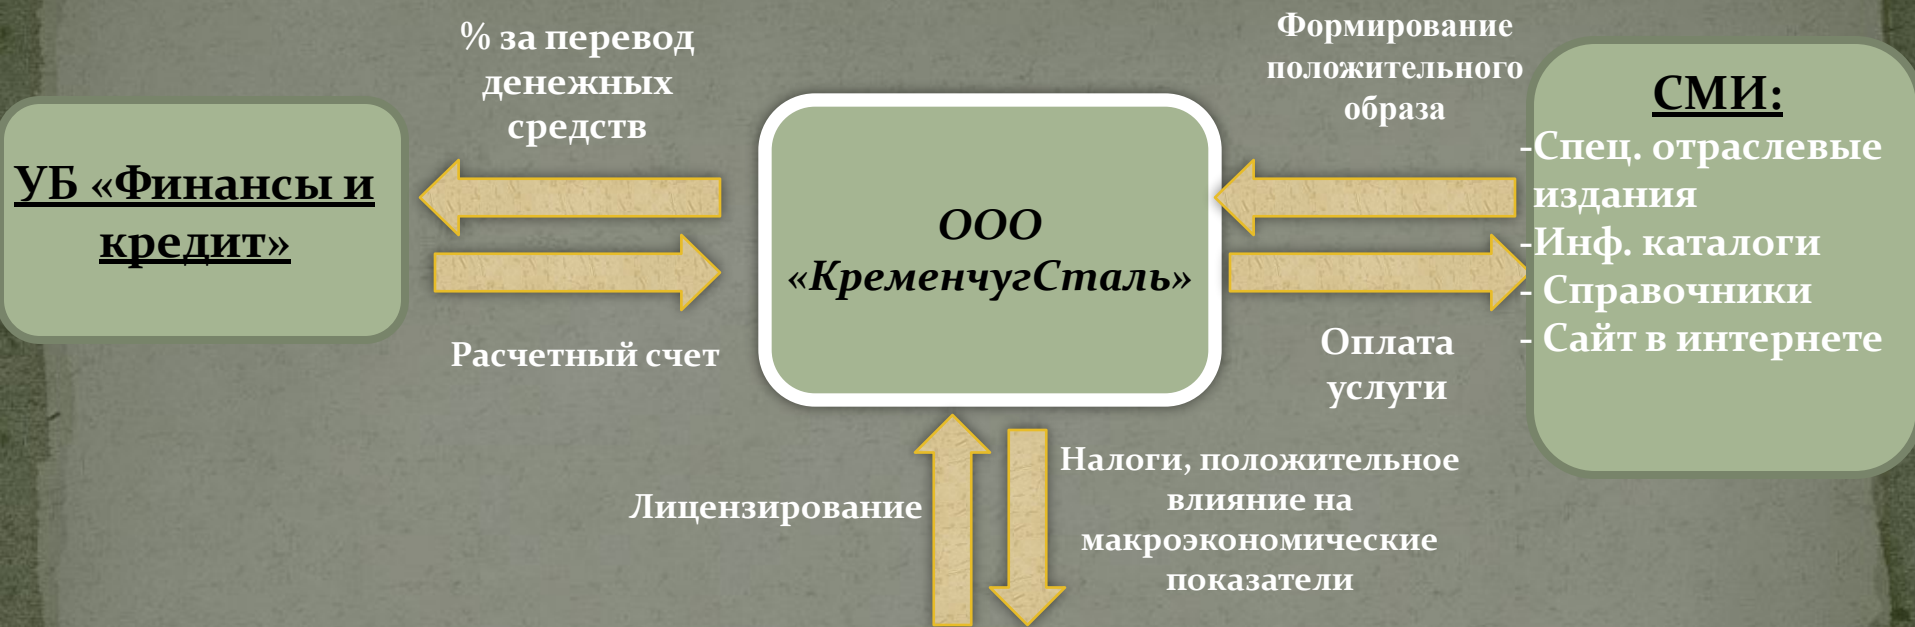 % за перевод
денежных
средств
Формирование
положительного
образа
УБ «Финансы и
кредит»
ООО
«КременчугСталь»
СМИ:
-Спец. отраслевые
издания
-Инф. каталоги
- Справочники
- Сайт в интернете
Расчетный счет
Оплата
услуги
Лицензирование
Налоги, положительное
влияние на
макроэкономические
показатели